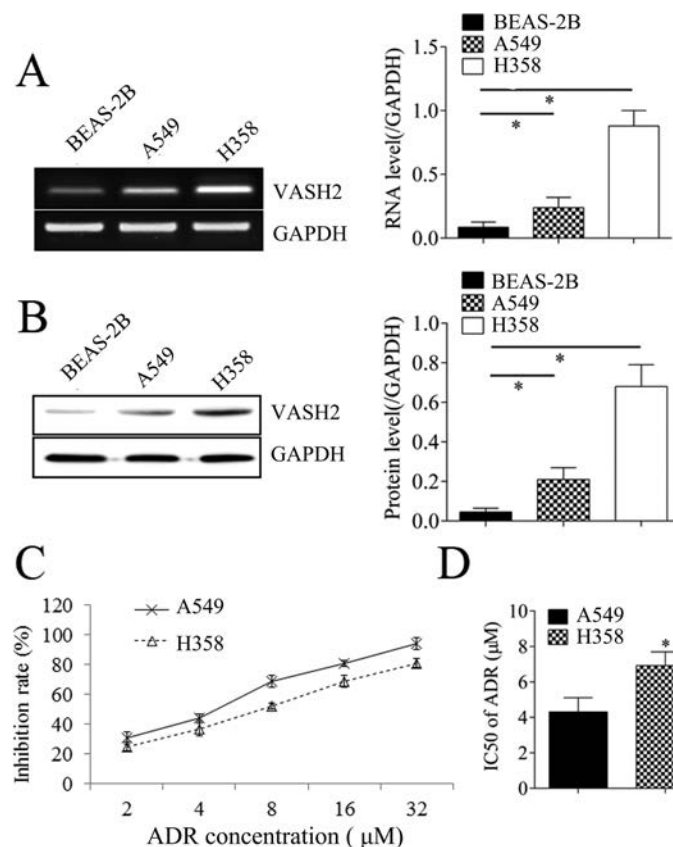 A
BEAS-2B
A549
H358
VASH2
GAPDH
BEAS-2B
A549
H358
RNA level(/GAPDH)
1.5
1.0
0.5
0.0
*
*
B
BEAS-2B
A549
H358
VASH2
GAPDH
BEAS-2B
A549
H358
Protein level(/GAPDH)
1.0
0.8
0.6
0.4
0.2
0.0
*
*
C
A549
H358
Inhibition rate (%)
120
100
80
60
40
20
0
2 4 8 16 32
ADR concentration ( μM)
D
A549
H358
IC50 of ADR (μM)
10
8
6
4
2
0
*